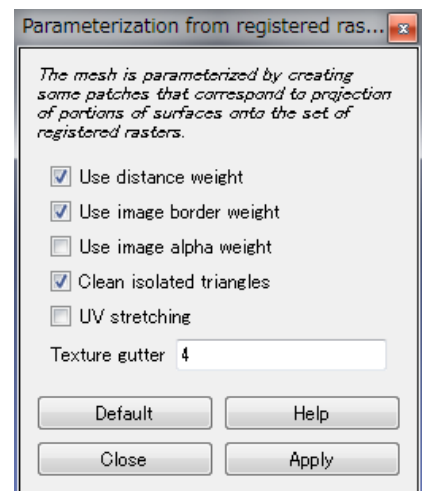 Parameterization from registered ras...
The mesh is parameterized by creating
some patches that correspond to projection
of portions of surfaces onto the set of
registered rasters.
Use distance weight
Use image border weight
Use image alpha weight
Clean isolated triangles
UV stretching
Texture gutter 4
Default Help
Close Apply